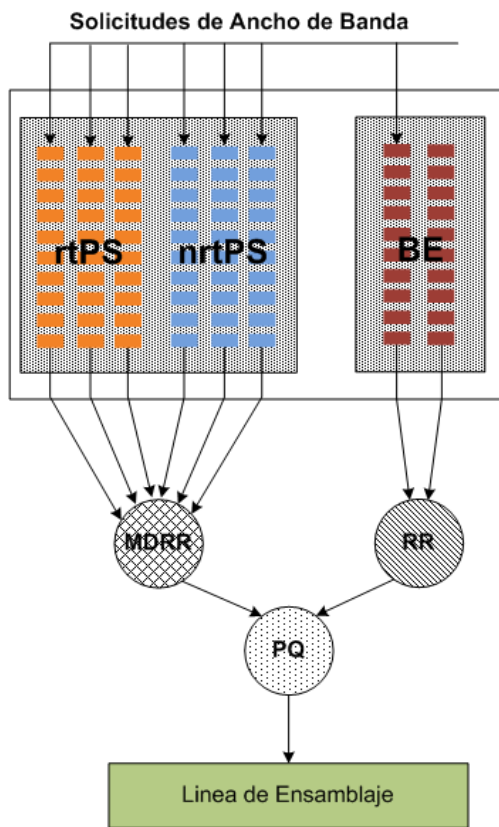 Solicitudes de Ancho de Banda
rtPS
nrtPS
BE
MDRR
RR
PQ
Linea de Ensamblaje